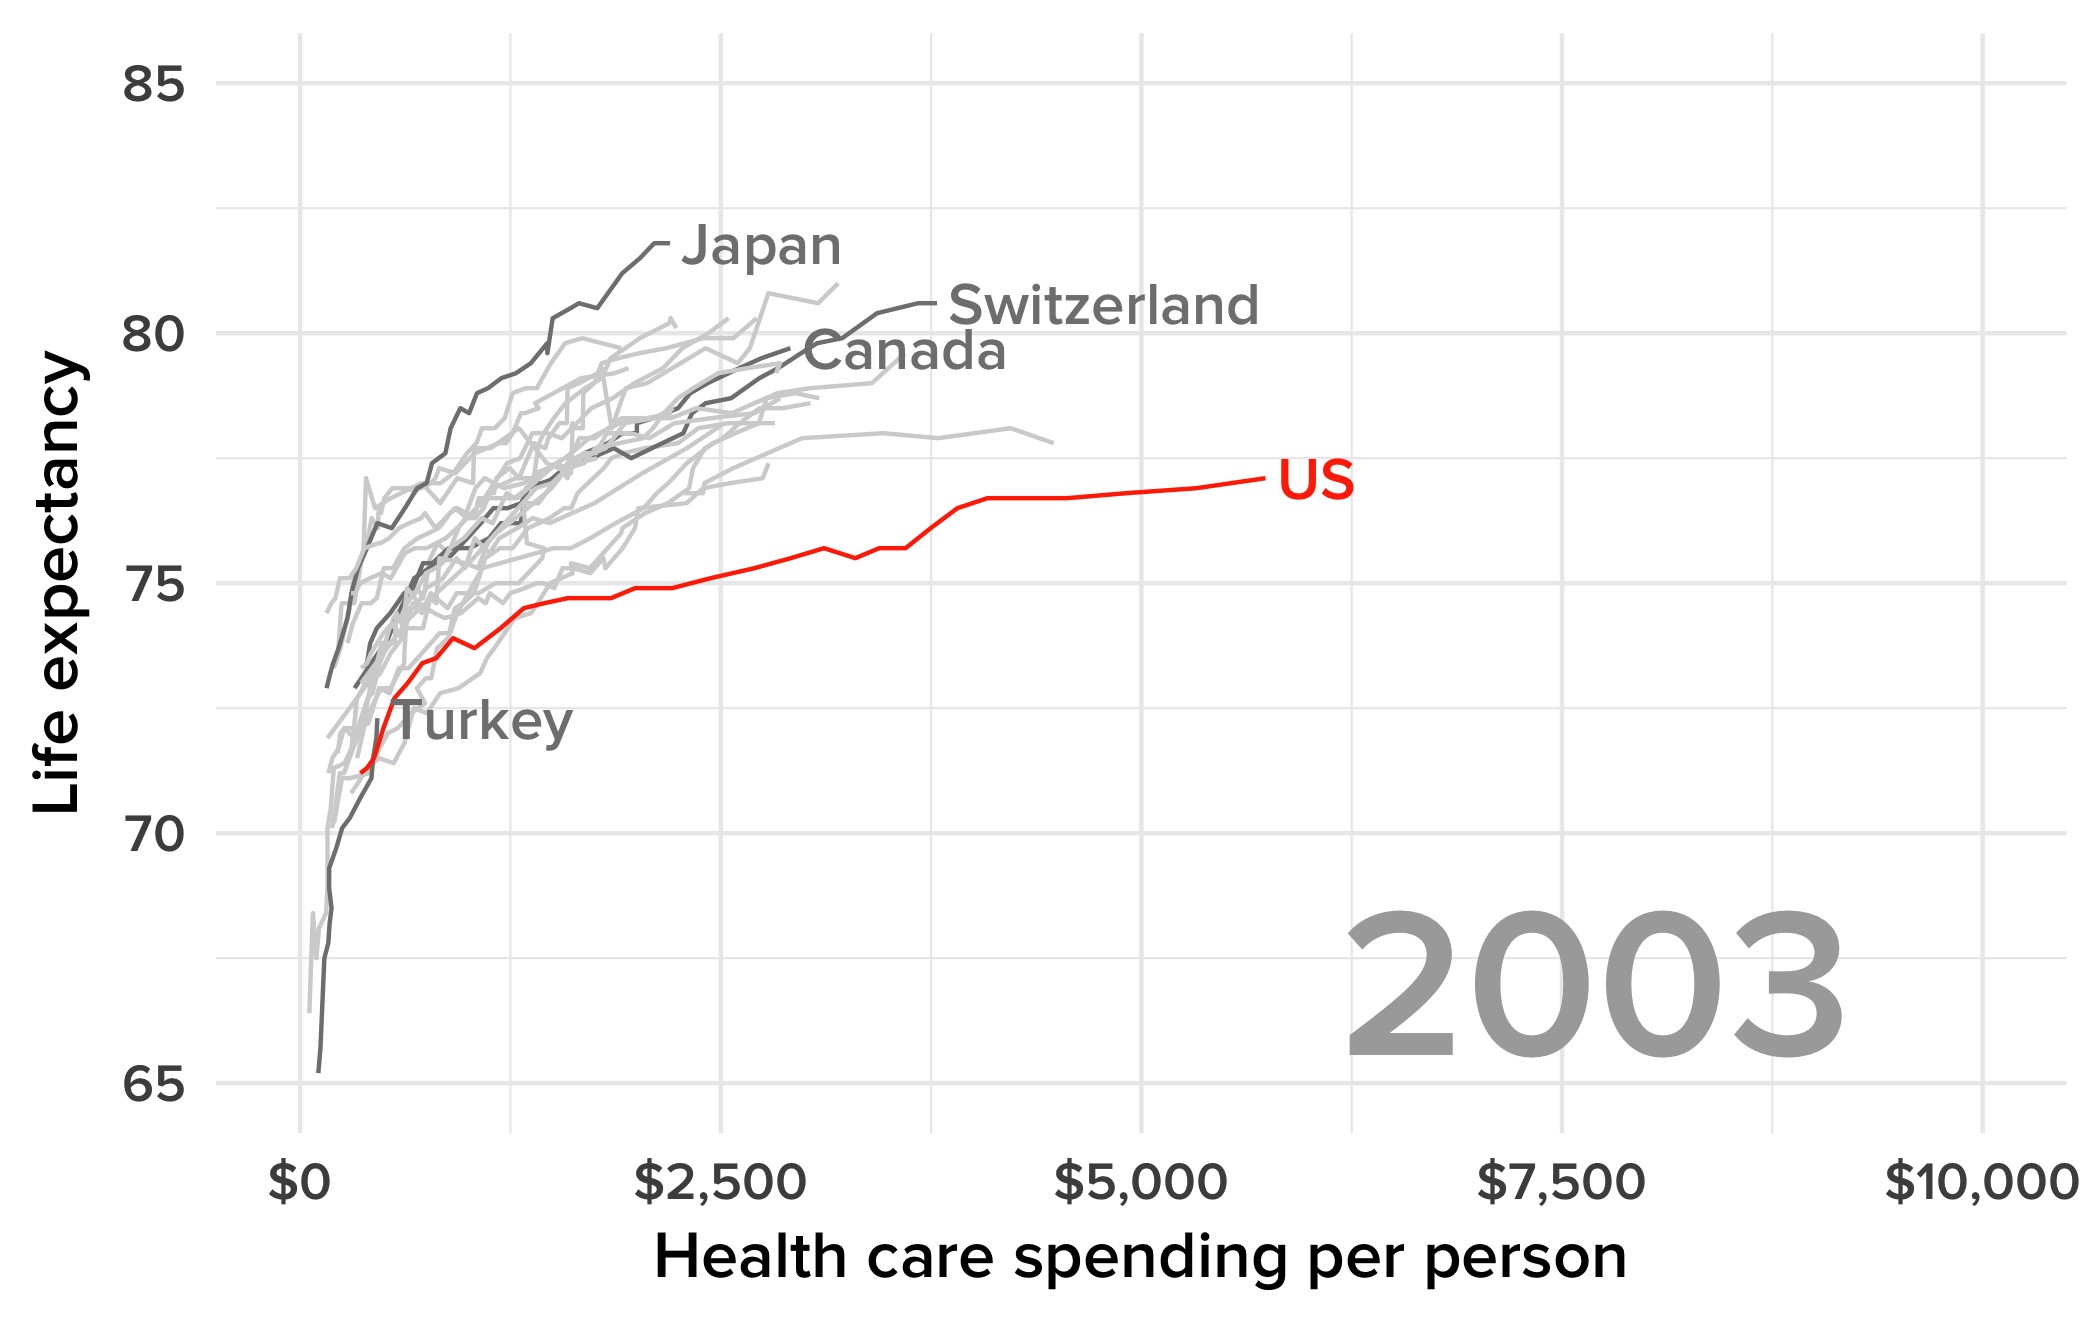 85
80
75
70
65
Life expectancy
Japan
Switzerland
Canada
US
Turkey
2003
$0 $2,500 $5,000 $7,500 $10,000
Health care spending per person